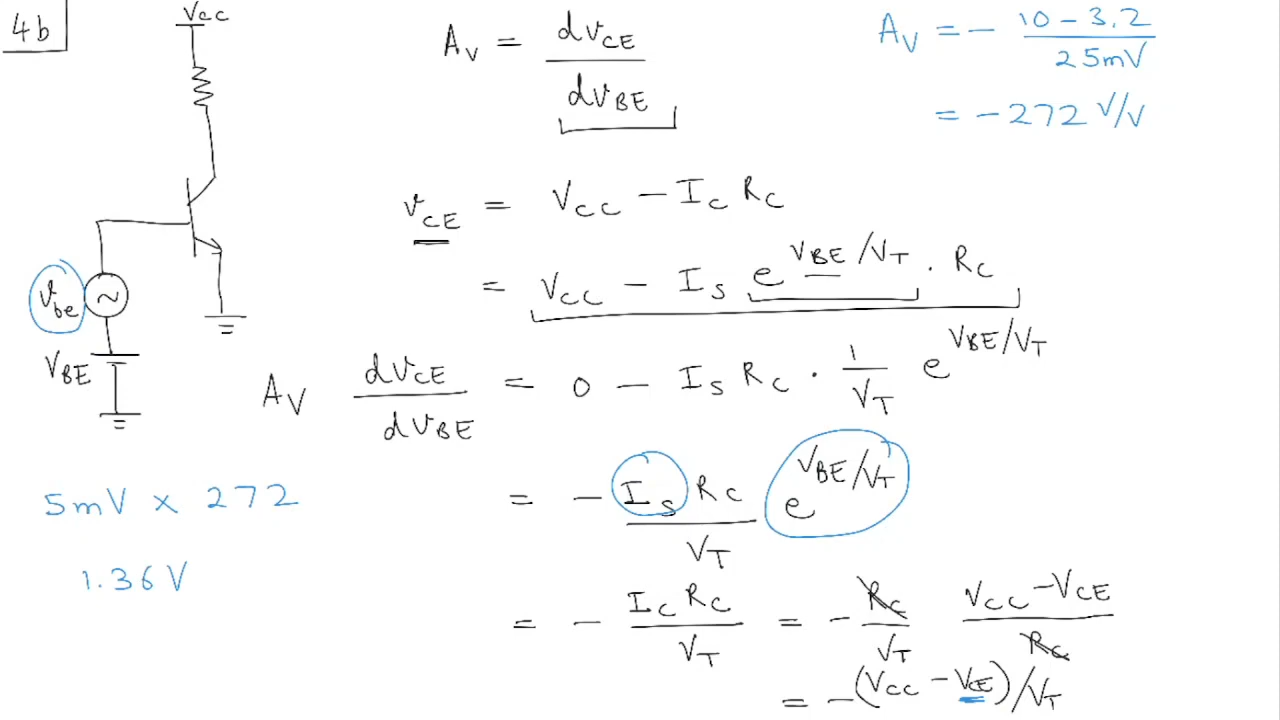 4b
VCC
AV = dvCE / dvBE
AV = - 10 - 3.2 / 25mV
= - 272 V/V
vCE = VCC - IC RC
= VCC - IS e^VBE/VT . RC
vbe
VBE
AV dvCE / dvBE = 0 - IS RC · 1/VT e^VBE/VT
= - IS RC / VT e^VBE/VT
5mV x 272
1.36V
= - IC RC / VT = - RC / VT VCC - VCE / RC
= -(VCC - VCE)/VT